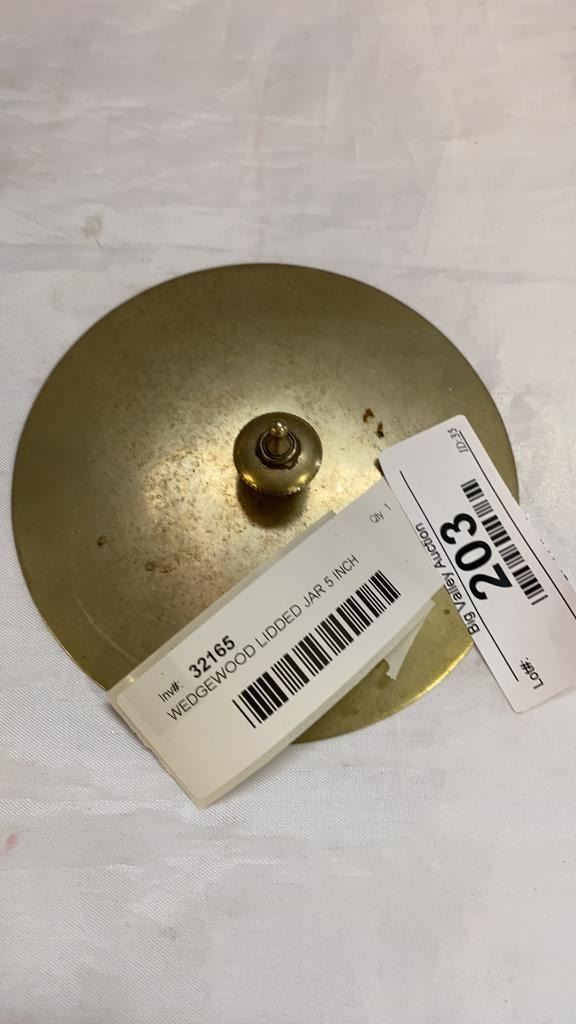 Inv#: 32165
WEDGEWOOD LIDDED JAR 5 INCH
Qty 1
ID:35
Big Valley Auction
203
Lot#: